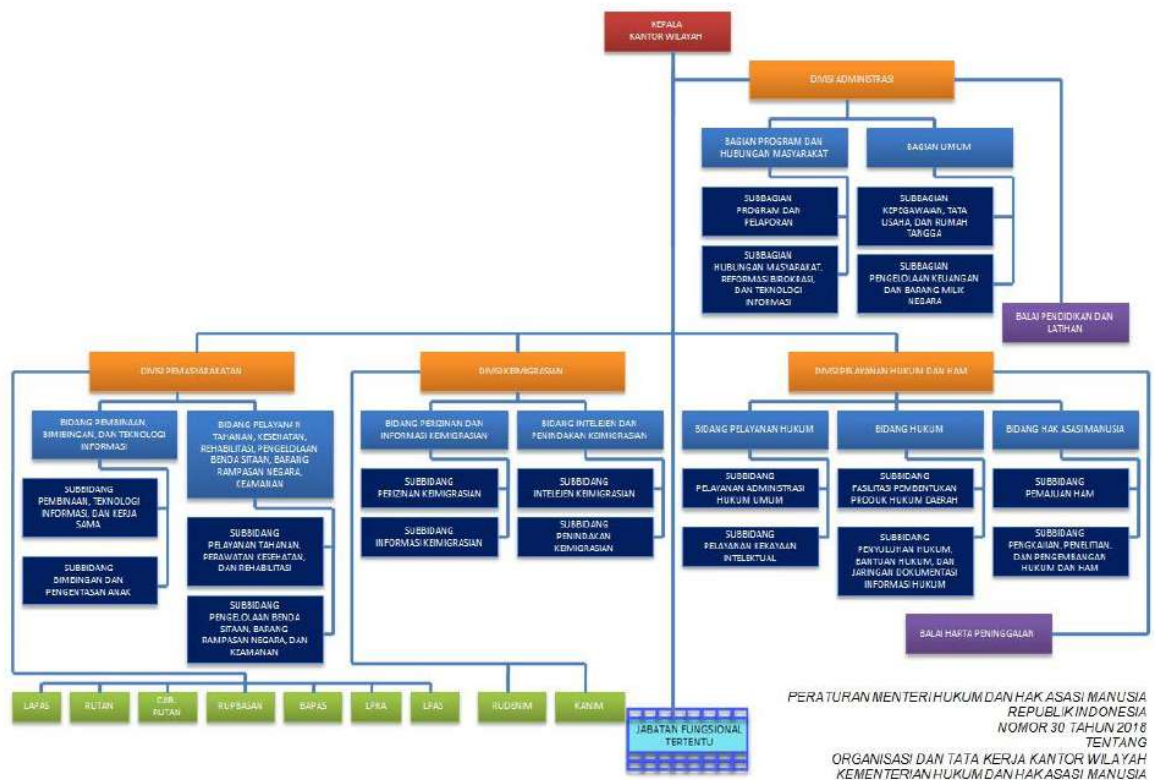 KEPALA
KANTOR WILAYAH
DIVISI ADMINISTRASI
BAGIAN PROGRAM DAN
HUBUNGAN MASYARAKAT
BAGIAN UMUM
SUBBAGIAN
PROGRAM DAN
PELAPORAN
SUBBAGIAN
KEPEGAWAIAN, TATA
USAHA, DAN RUMAH
TANGGA
SUBBAGIAN
HUBUNGAN MASYARAKAT,
REFORMASI BIROKRASI,
DAN TEKNOLOGI
INFORMASI
SUBBAGIAN
PENGELOLAAN KEUANGAN
DAN BARANG MILIK
NEGARA
BALAI PENDIDIKAN DAN
LATIHAN
DIVISI PEMASYARAKATAN
DIVISI KEIMIGRASIAN
DIVISI PELAYANAN HUKUM DAN HAM
BIDANG PEMBINAAN,
BIMBINGAN, DAN TEKNOLOGI
INFORMASI
BIDANG PELAYANAN
TAHANAN, KESEHATAN,
REHABILITASI, PENGELOLAAN
BENDA SITAAN, BARANG
RAMPASAN NEGARA,
KEAMANAN
BIDANG PERIZINAN DAN
INFORMASI KEIMIGRASIAN
BIDANG INTELEJEN DAN
PENINDAKAN KEIMIGRASIAN
BIDANG PELAYANAN HUKUM
BIDANG HUKUM
BIDANG HAK ASASI MANUSIA
SUBBIDANG
PEMBINAAN, TEKNOLOGI
INFORMASI, DAN KERJA
SAMA
SUBBIDANG
BIMBINGAN DAN
PENGENTASAN ANAK
SUBBIDANG
PELAYANAN TAHANAN,
PERAWATAN KESEHATAN,
DAN REHABILITASI
SUBBIDANG
PENGELOLAAN BENDA
SITAAN, BARANG
RAMPASAN NEGARA, DAN
KEAMANAN
SUBBIDANG
PERIZINAN KEIMIGRASIAN
SUBBIDANG
INFORMASI KEIMIGRASIAN
SUBBIDANG
INTELEJEN KEIMIGRASIAN
SUBBIDANG
PENINDAKAN
KEIMIGRASIAN
SUBBIDANG
PELAYANAN ADMINISTRASI
HUKUM UMUM
SUBBIDANG
PELAYANAN KEKAYAAN
INTELEKTUAL
SUBBIDANG
FASILITASI PEMBENTUKAN
PRODUK HUKUM DAERAH
SUBBIDANG
PENYULUHAN HUKUM,
BANTUAN HUKUM, DAN
JARINGAN DOKUMENTASI
INFORMASI HUKUM
SUBBIDANG
PEMAJUAN HAM
SUBBIDANG
PENGKAJIAN, PENELITIAN,
DAN PENGEMBANGAN
HUKUM DAN HAM
BALAI HARTA PENINGGALAN
LAPAS
RUTAN
CAB.
RUTAN
RUPBASAN
BAPAS
LPKA
LPAS
RUDENIM
KANIM
JABATAN FUNGSIONAL
TERTENTU
PERATURAN MENTERI HUKUM DAN HAK ASASI MANUSIA
REPUBLIK INDONESIA
NOMOR 30 TAHUN 2018
TENTANG
ORGANISASI DAN TATA KERJA KANTOR WILAYAH
KEMENTERIAN HUKUM DAN HAK ASASI MANUSIA